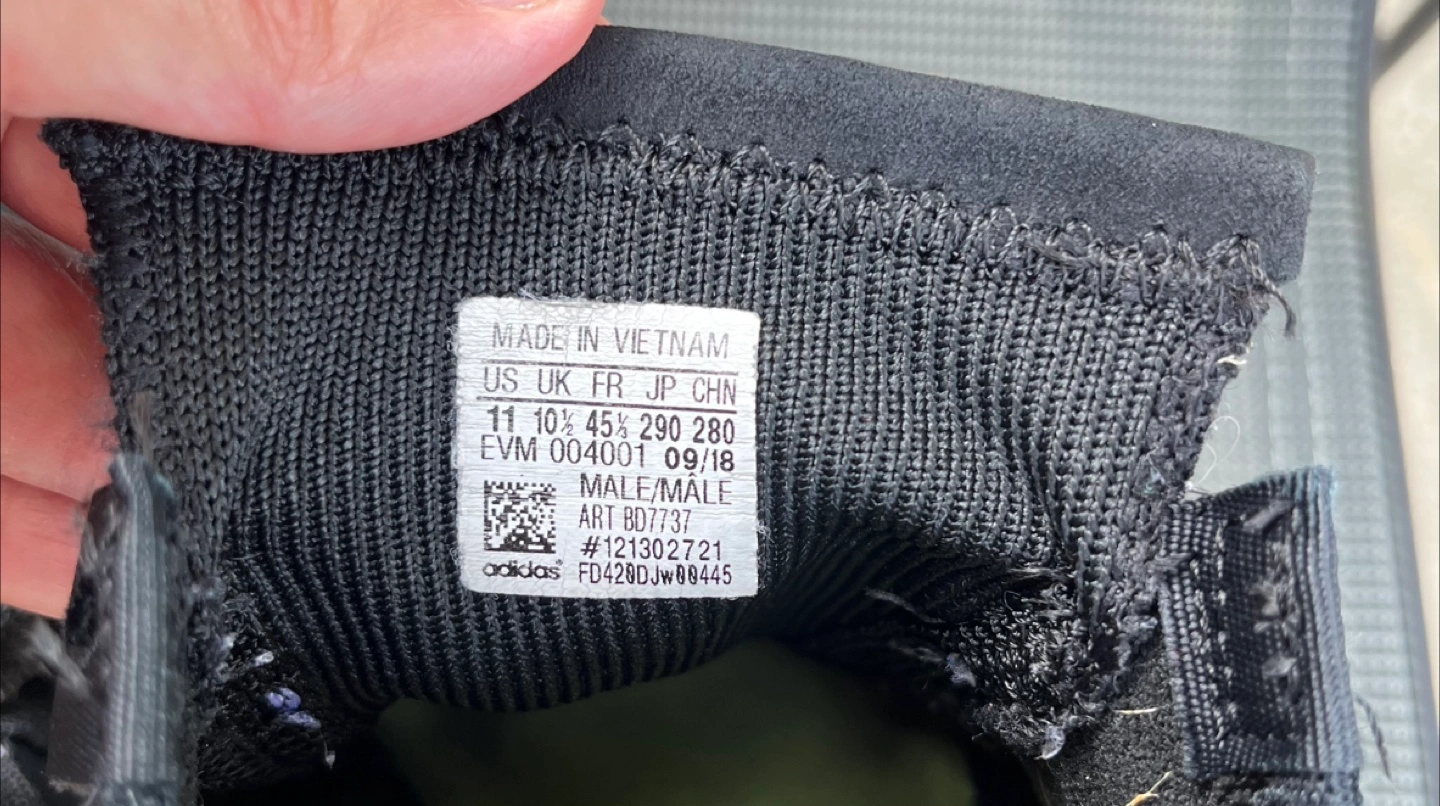 MADE IN VIETNAM
US UK FR JP CHN
11 10½ 45⅓ 290 280
EVM 004001 09/18
MALE/MÂLE
ART BD7737
#121302721
adidas FD420DJw00445